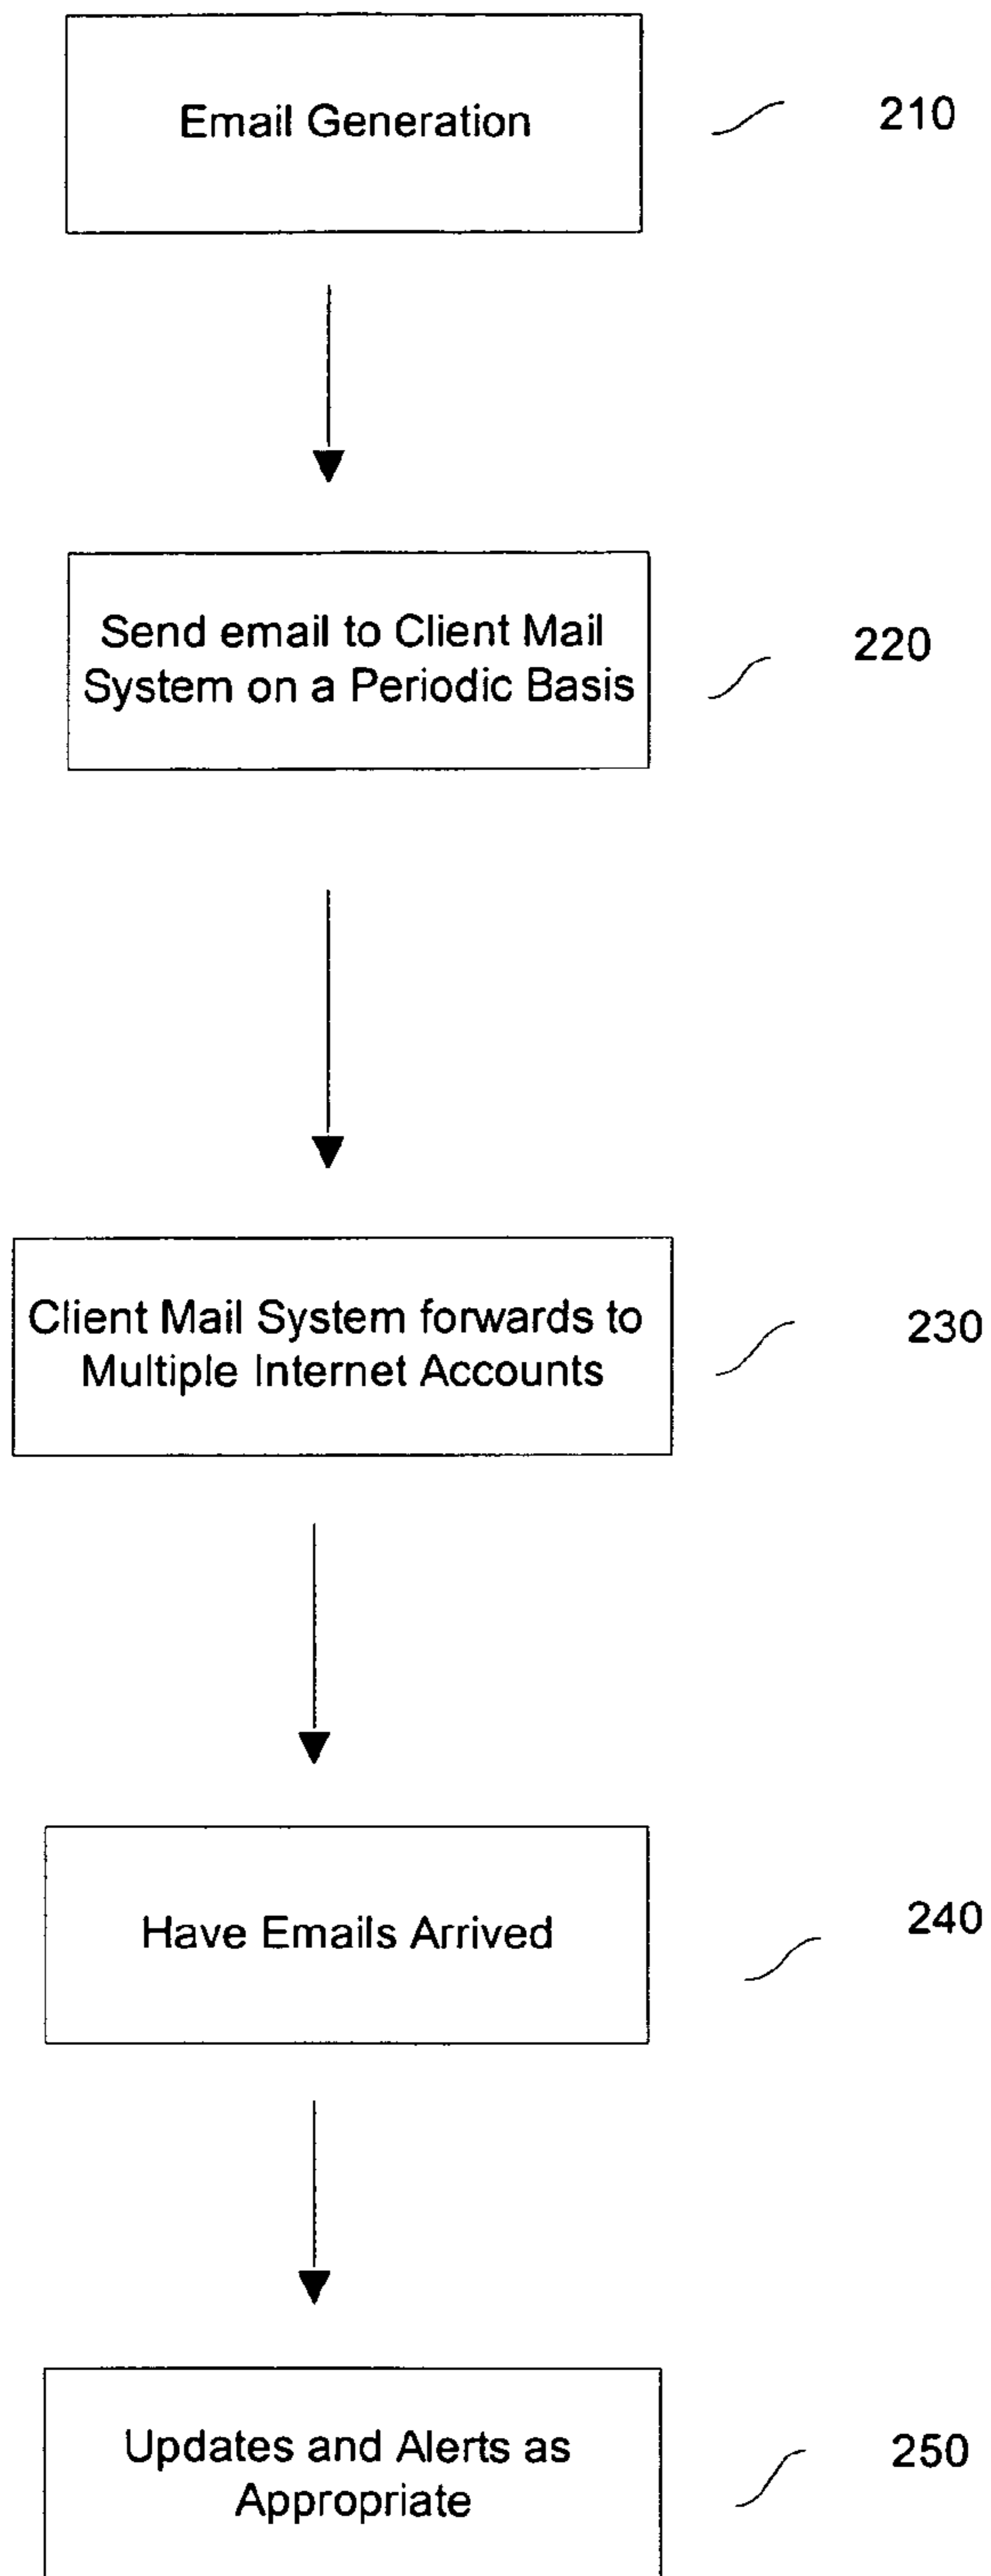 Email Generation
210
Send email to Client Mail
System on a Periodic Basis
220
Client Mail System forwards to
Multiple Internet Accounts
230
Have Emails Arrived
240
Updates and Alerts as
Appropriate
250